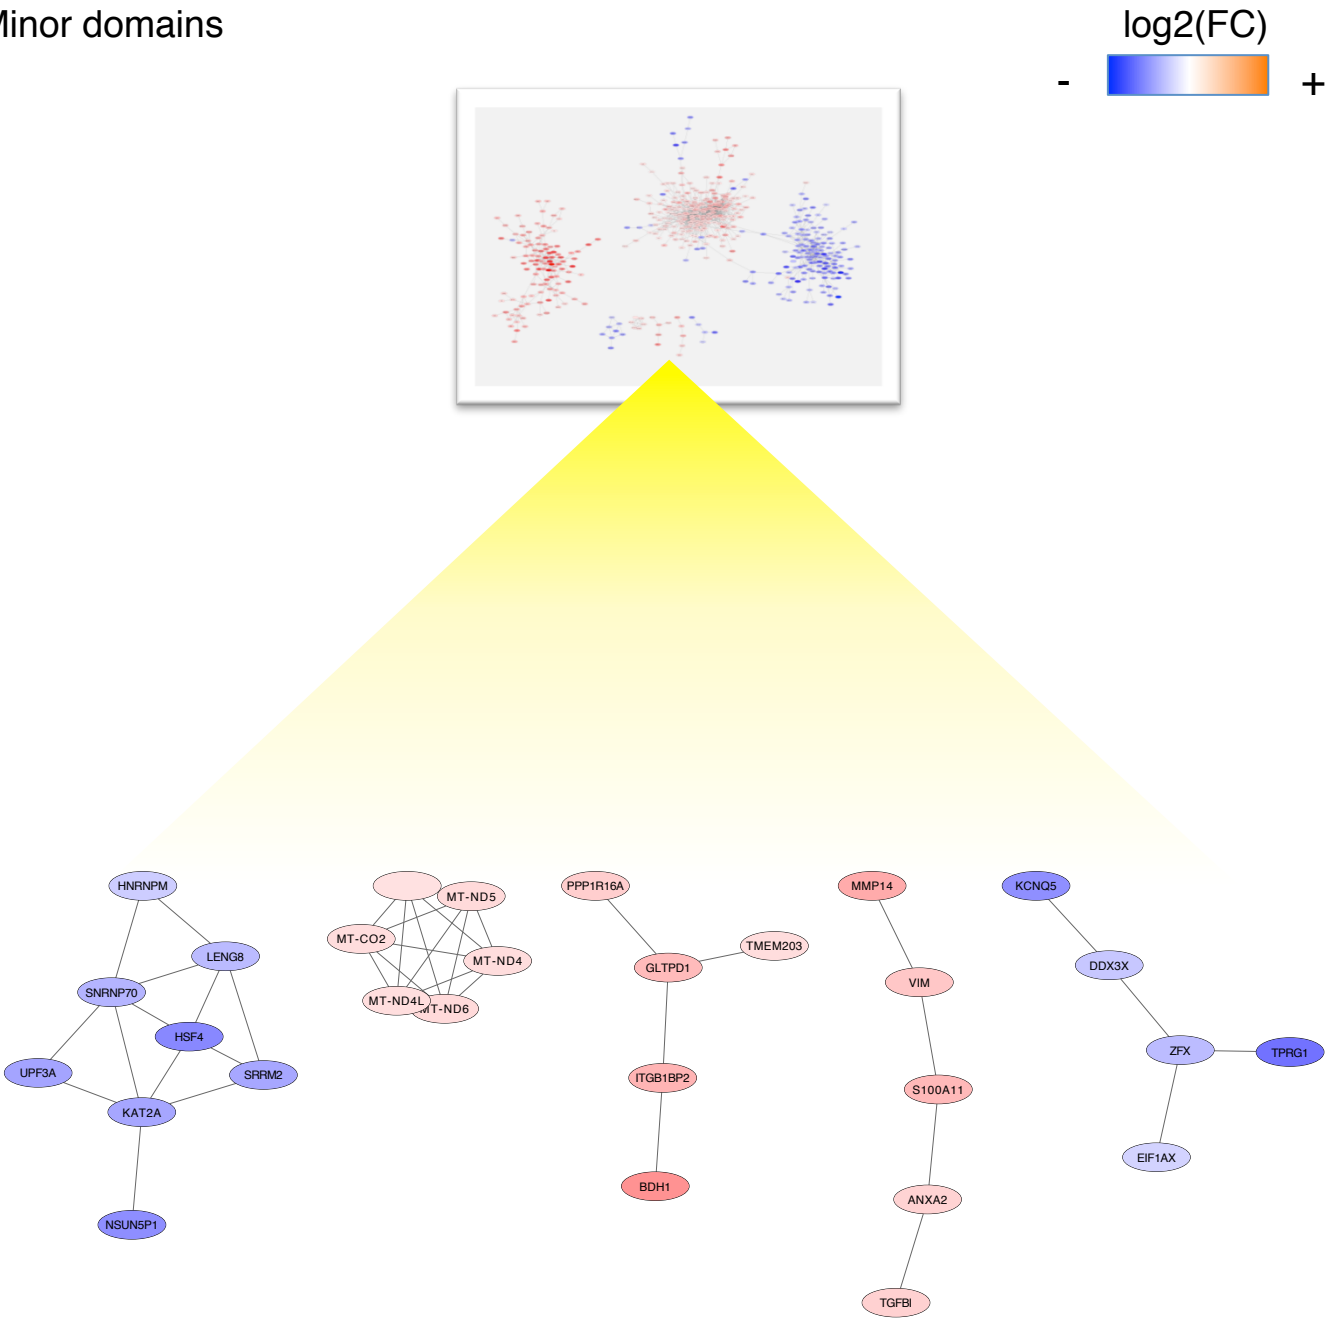 Minor domains
log2(FC)
- +
HNRNPM
LENG8
SNRNP70
HSF4
UPF3A
SRRM2
KAT2A
NSUN5P1
MT-ND5
MT-CO2
MT-ND4
MT-ND4L
MT-ND6
PPP1R16A
TMEM203
GLTPD1
ITGB1BP2
BDH1
MMP14
VIM
S100A11
ANXA2
TGFBI
KCNQ5
DDX3X
ZFX
TPRG1
EIF1AX